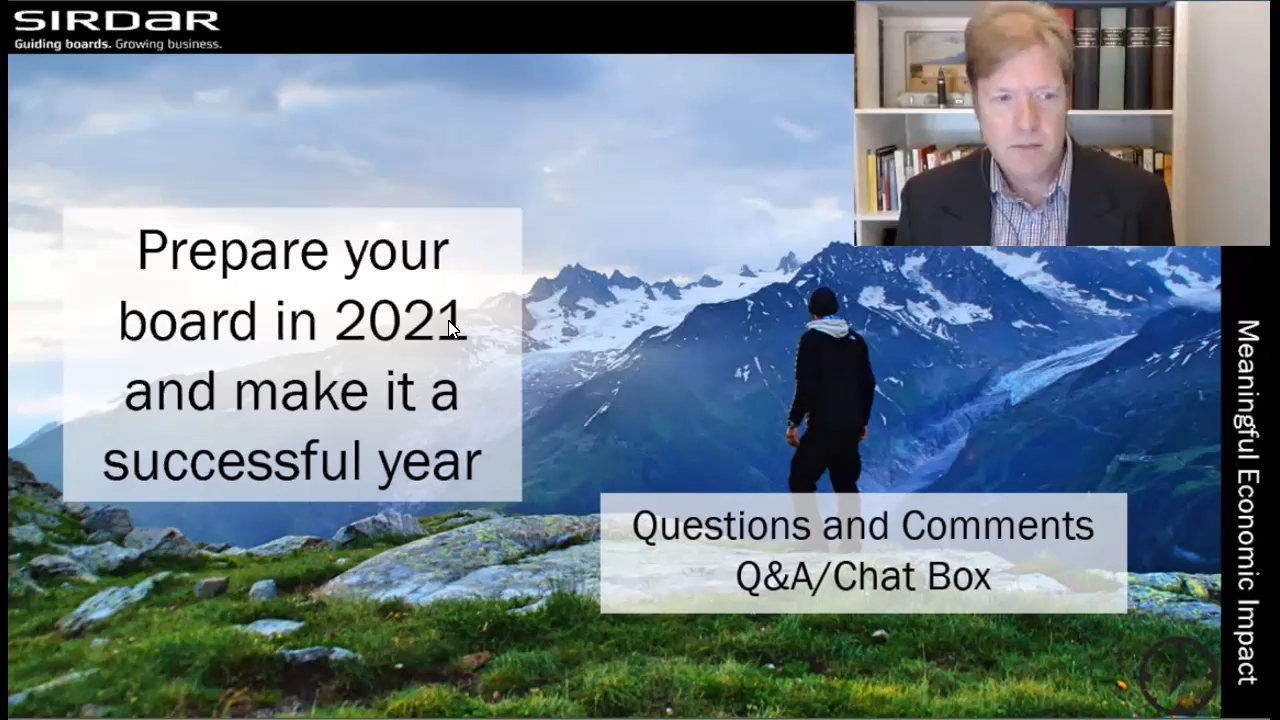 SIRDAR
Guiding boards. Growing business.
Prepare your
board in 2021
and make it a
successful year
Questions and Comments
Q&A/Chat Box
Meaningful Economic Impact